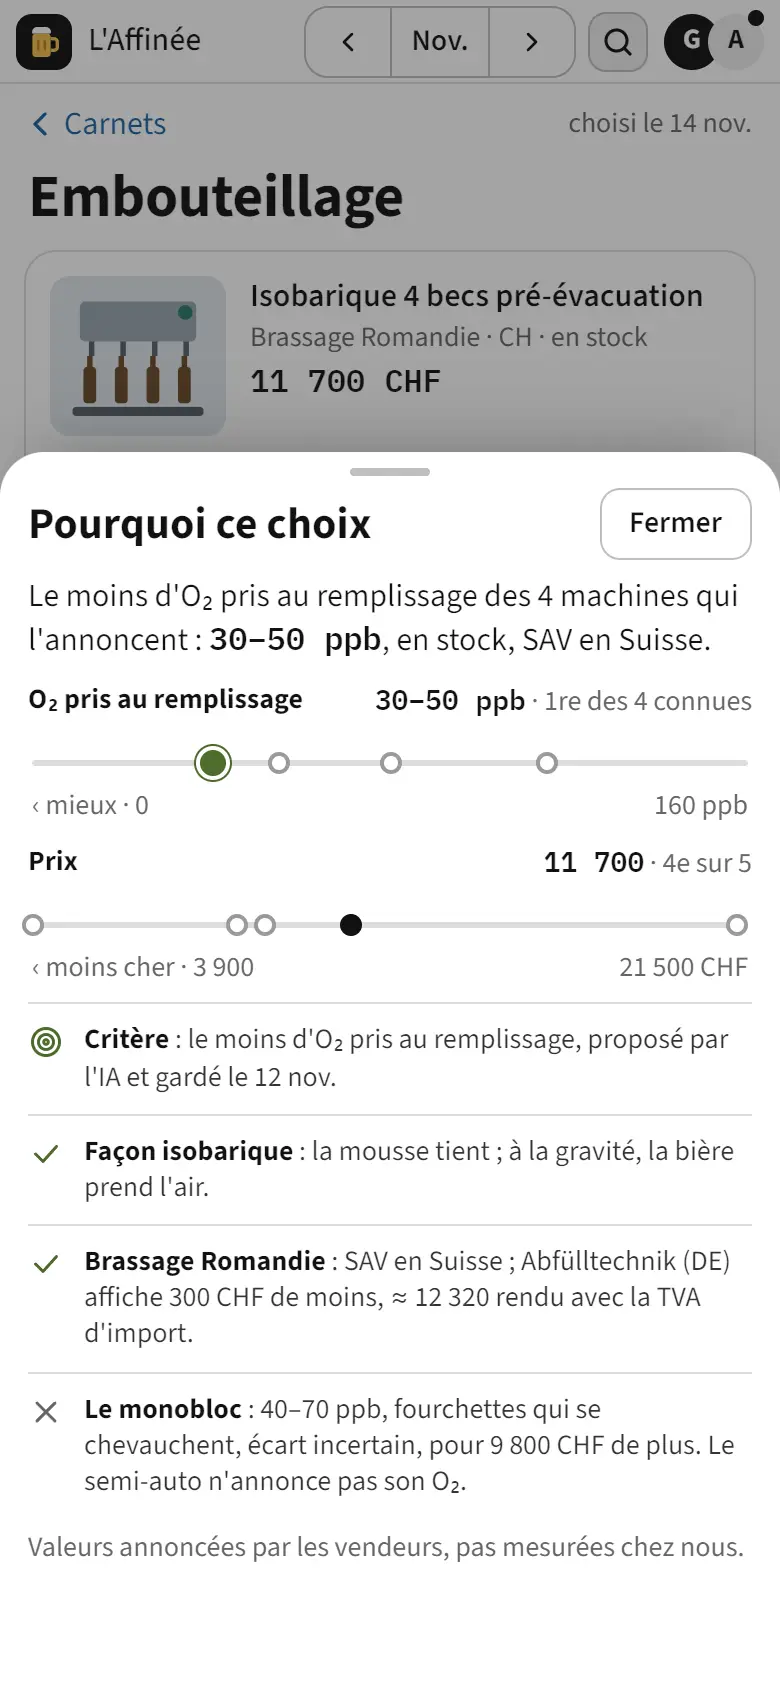 L'Affinée
Nov.
G
A
Carnets
choisi le 14 nov.
Embouteillage
Isobarique 4 becs pré-évacuation
Brassage Romandie · CH · en stock
11 700 CHF
Pourquoi ce choix
Fermer
Le moins d'O₂ pris au remplissage des 4 machines qui
l'annoncent : 30–50 ppb, en stock, SAV en Suisse.
O₂ pris au remplissage
30–50 ppb · 1re des 4 connues
‹ mieux · 0
160 ppb
Prix
11 700 · 4e sur 5
‹ moins cher · 3 900
21 500 CHF
Critère : le moins d'O₂ pris au remplissage, proposé par
l'IA et gardé le 12 nov.
Façon isobarique : la mousse tient ; à la gravité, la bière
prend l'air.
Brassage Romandie : SAV en Suisse ; Abfülltechnik (DE)
affiche 300 CHF de moins, ≈ 12 320 rendu avec la TVA
d'import.
Le monobloc : 40–70 ppb, fourchettes qui se
chevauchent, écart incertain, pour 9 800 CHF de plus. Le
semi-auto n'annonce pas son O₂.
Valeurs annoncées par les vendeurs, pas mesurées chez nous.